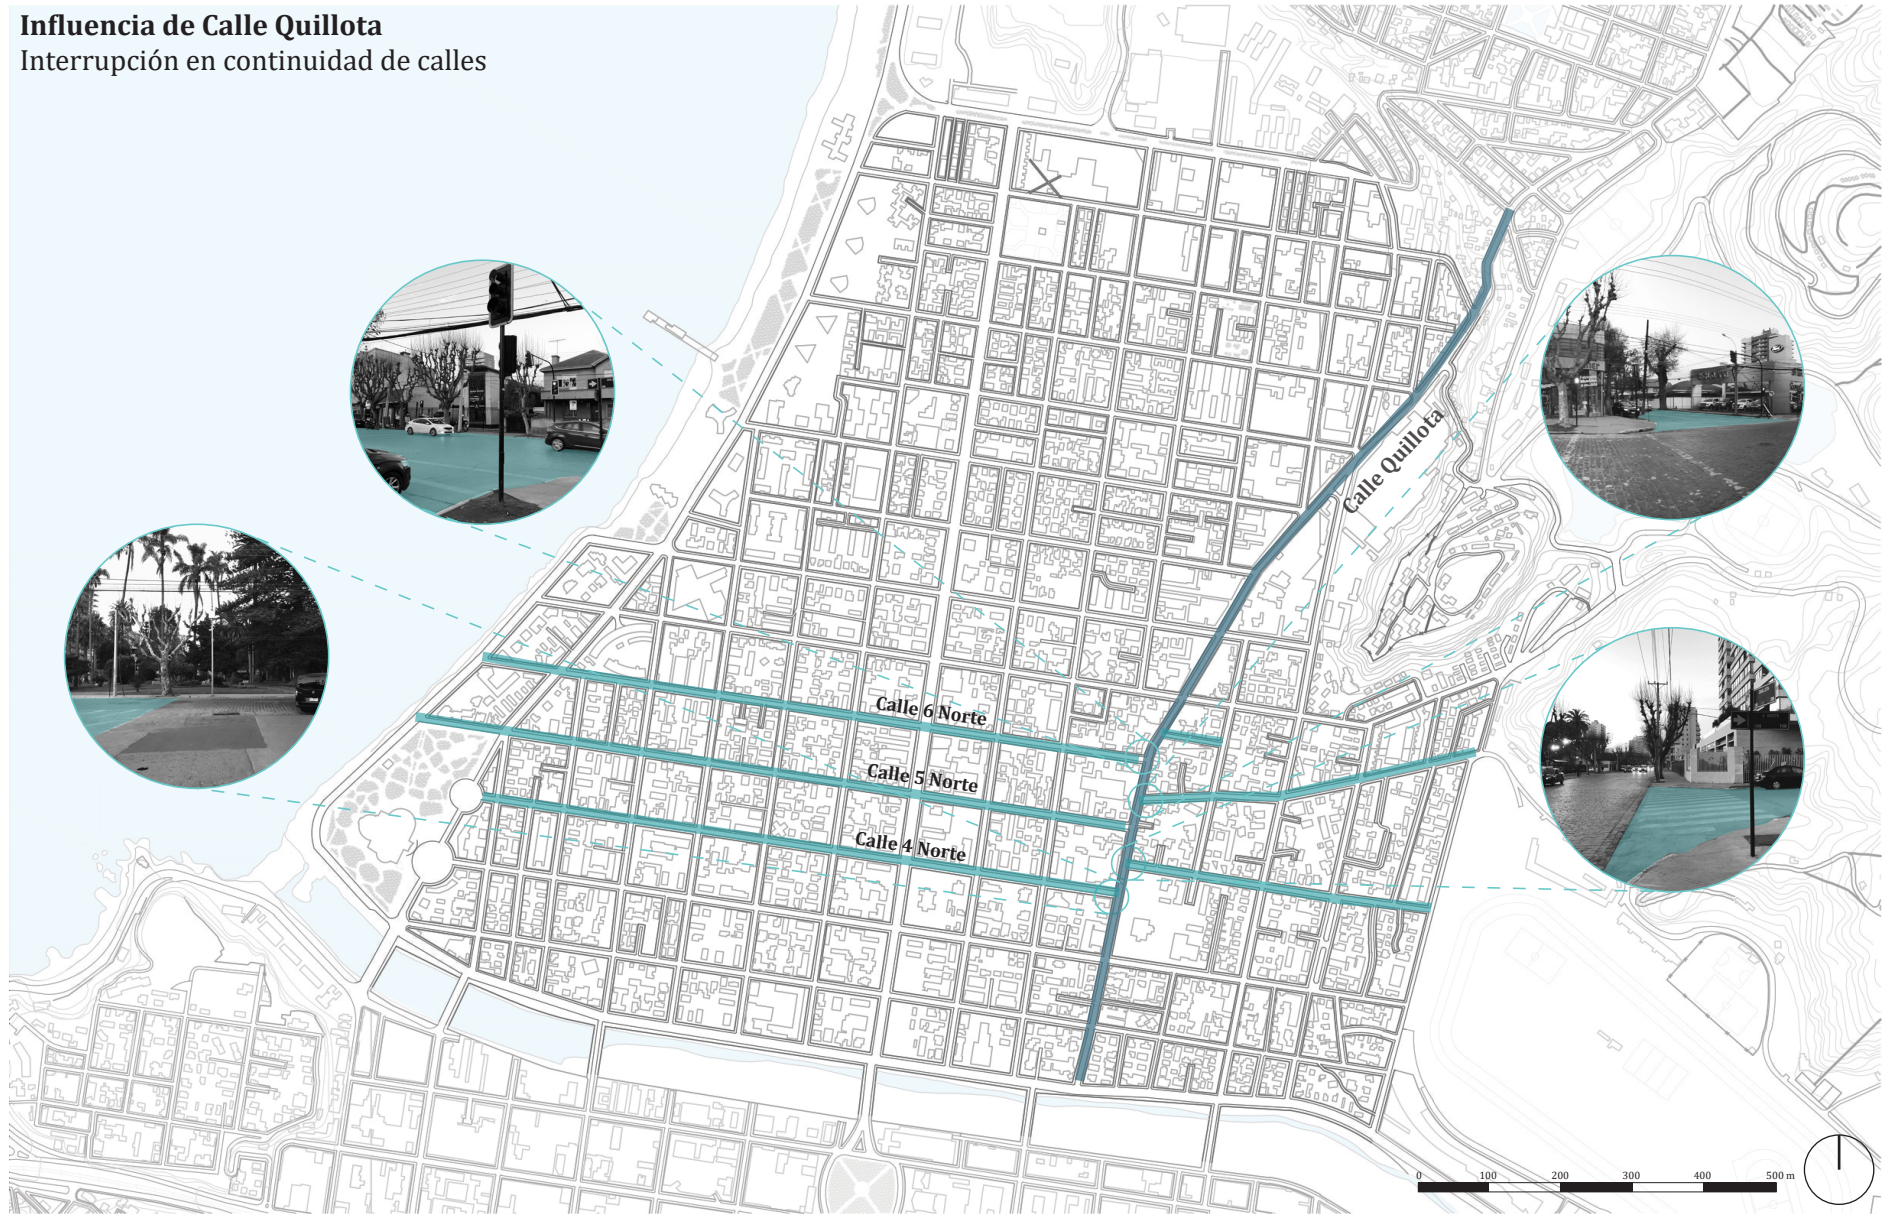 Influencia de Calle Quillota
Interrupción en continuidad de calles
Calle Quillota
Calle 6 Norte
Calle 5 Norte
Calle 4 Norte
0 100 200 300 400 500 m